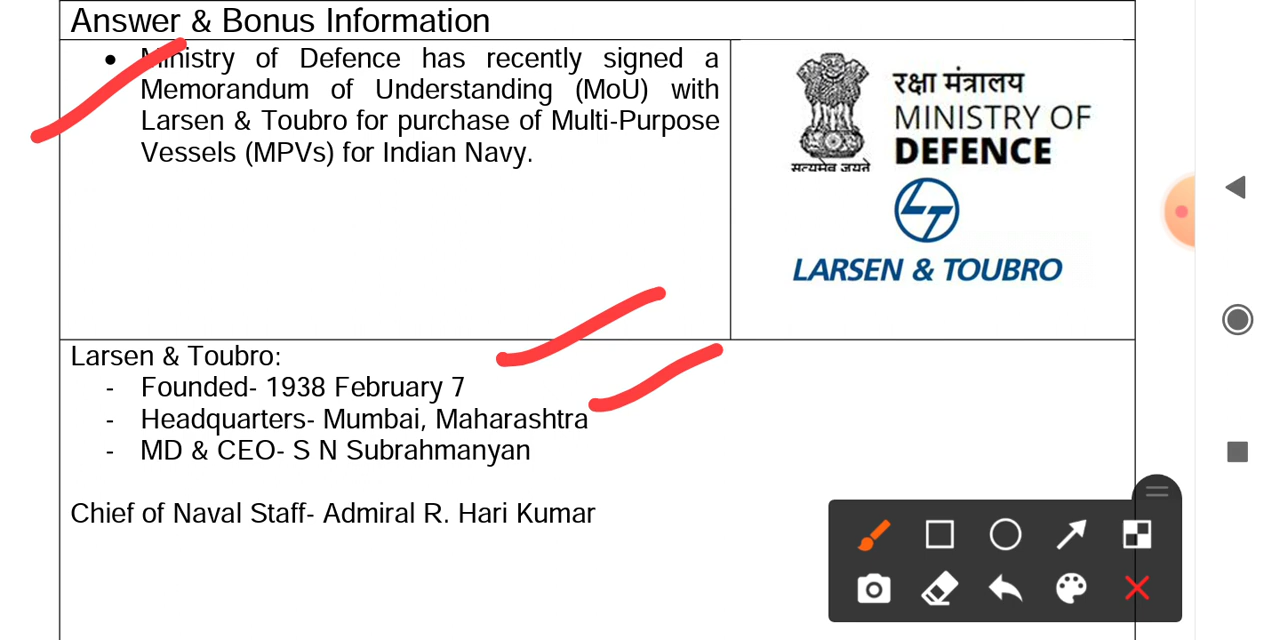 Answer & Bonus Information
• Ministry of Defence has recently signed a
Memorandum of Understanding (MoU) with
Larsen & Toubro for purchase of Multi-Purpose
Vessels (MPVs) for Indian Navy.
रक्षा मंत्रालय
MINISTRY OF
DEFENCE
सत्यमेव जयते
LT
LARSEN & TOUBRO
Larsen & Toubro:
- Founded- 1938 February 7
- Headquarters- Mumbai, Maharashtra
- MD & CEO- S N Subrahmanyan
Chief of Naval Staff- Admiral R. Hari Kumar